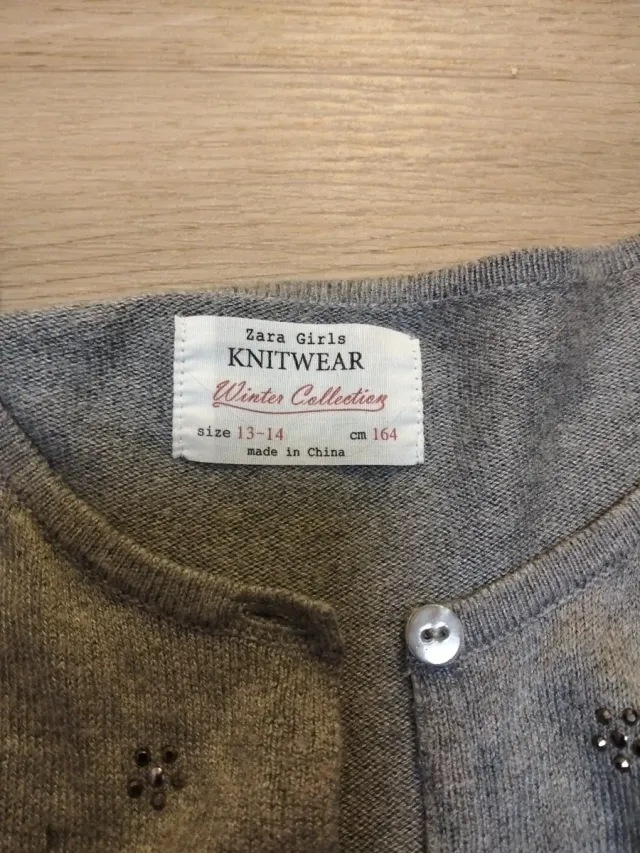 Zara Girls
KNITWEAR
Winter Collection
size 13-14 cm 164
made in China